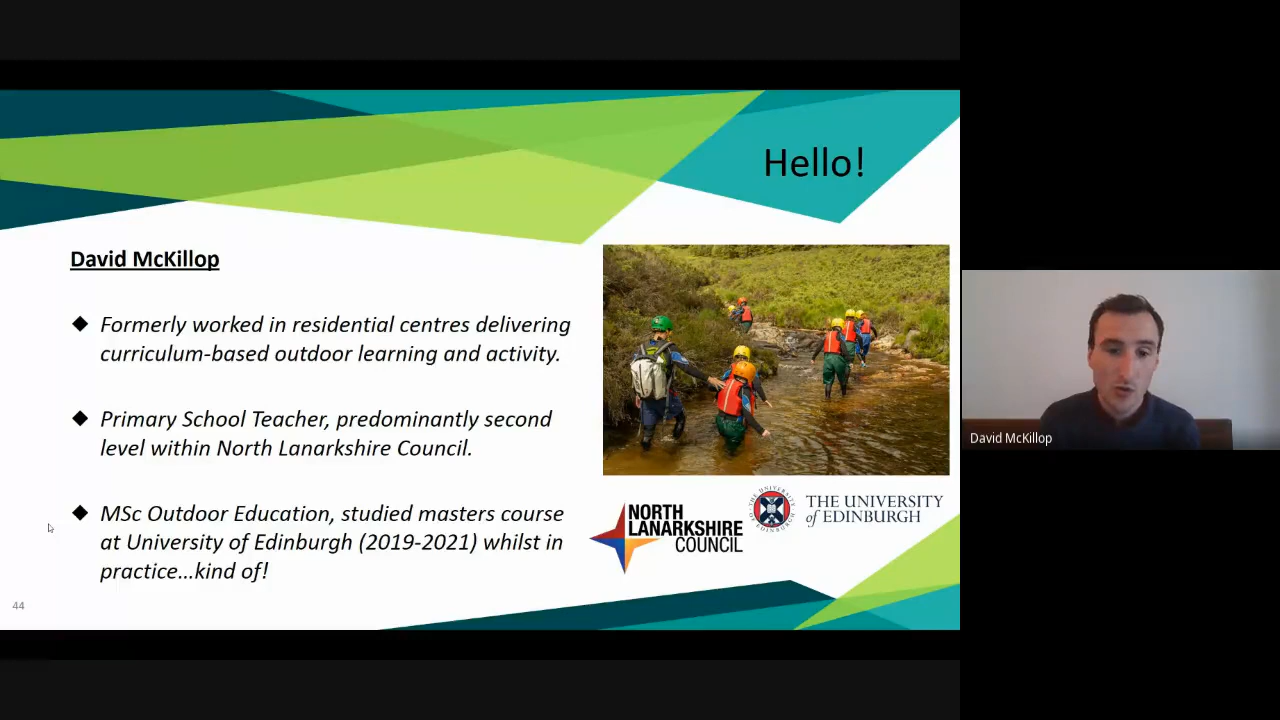 Hello!
David McKillop
Formerly worked in residential centres delivering
curriculum-based outdoor learning and activity.
Primary School Teacher, predominantly second
level within North Lanarkshire Council.
MSc Outdoor Education, studied masters course
at University of Edinburgh (2019-2021) whilst in
practice...kind of!
NORTH
LANARKSHIRE
COUNCIL
THE UNIVERSITY
of EDINBURGH
44
David McKillop